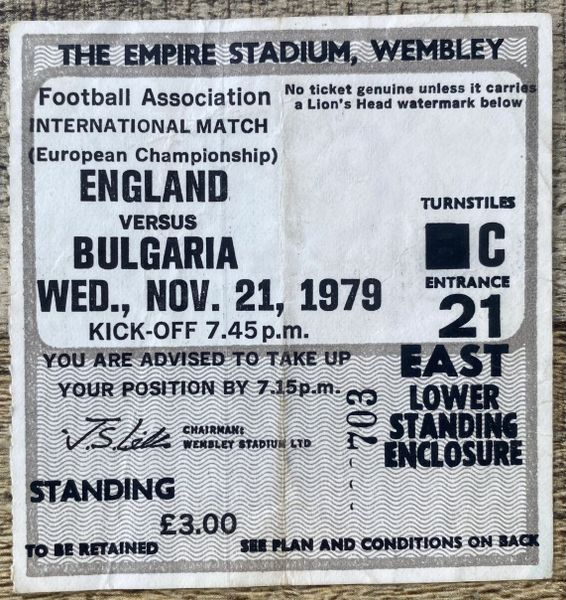 THE EMPIRE STADIUM, WEMBLEY
Football Association
INTERNATIONAL MATCH
(European Championship)
ENGLAND
VERSUS
BULGARIA
WED., NOV. 21, 1979
KICK-OFF 7.45 p.m.
No ticket genuine unless it carries
a Lion's Head watermark below
TURNSTILES
C
ENTRANCE
21
EAST
LOWER
STANDING
ENCLOSURE
YOU ARE ADVISED TO TAKE UP
YOUR POSITION BY 7.15p.m.
703
CHAIRMAN:
WEMBLEY STADIUM LTD
STANDING
£3.00
TO BE RETAINED
SEE PLAN AND CONDITIONS ON BACK